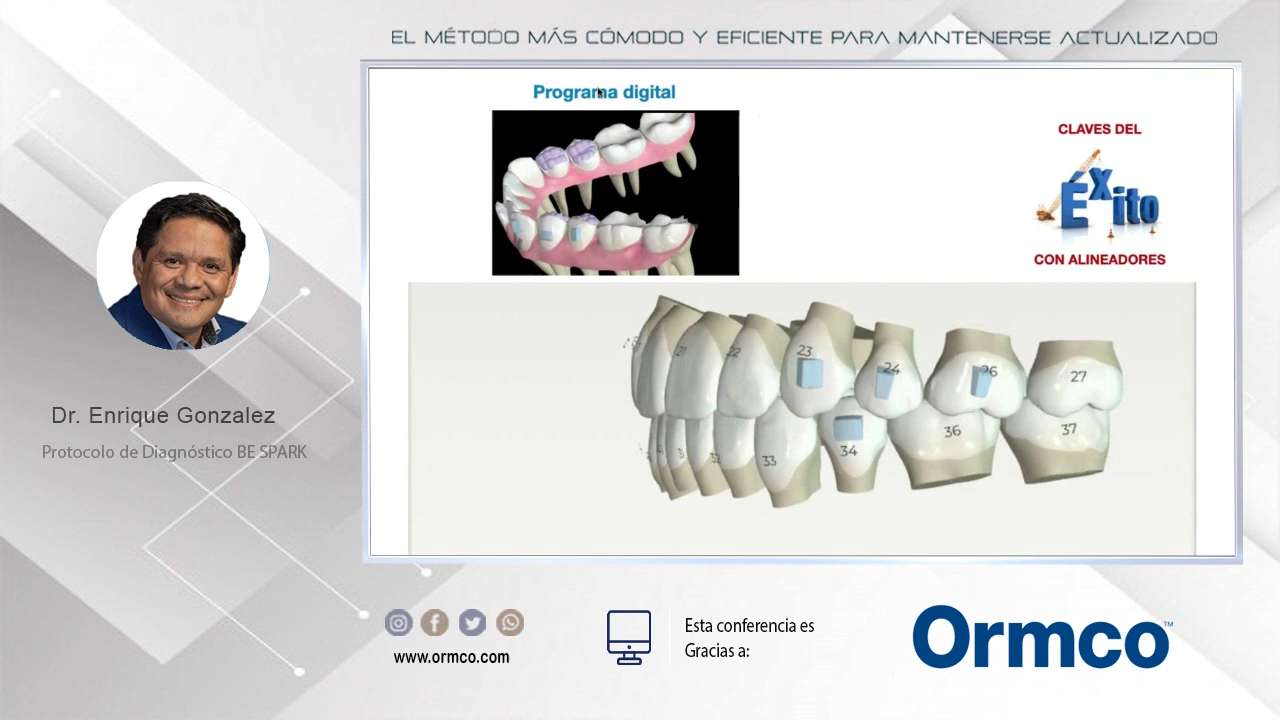 EL MÉTODO MÁS CÓMODO Y EFICIENTE PARA MANTENERSE ACTUALIZADO
Programa digital
CLAVES DEL
Éxito
CON ALINEADORES
21
22
23
24
26
27
32
33
34
36
37
Dr. Enrique Gonzalez
Protocolo de Diagnóstico BE SPARK
www.ormco.com
Esta conferencia es
Gracias a:
Ormco™